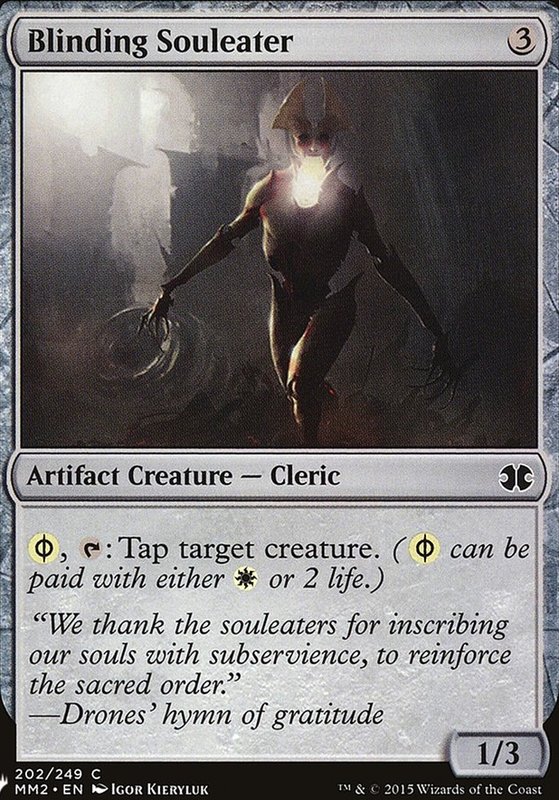 Blinding Souleater 3
Artifact Creature — Cleric
, : Tap target creature. ( can be
paid with either or 2 life.)
“We thank the souleaters for inscribing
our souls with subservience, to reinforce
the sacred order.”
—Drones’ hymn of gratitude
1/3
202/249 C
MM2 • EN Igor Kieryluk
™ & © 2015 Wizards of the Coast